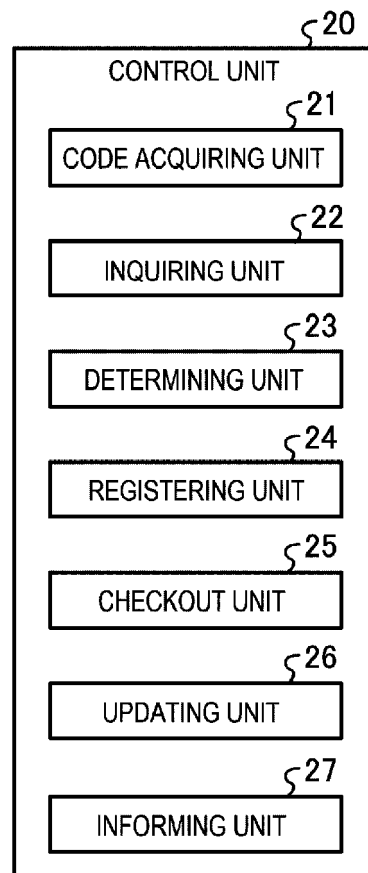 20
CONTROL UNIT
21
CODE ACQUIRING UNIT
22
INQUIRING UNIT
23
DETERMINING UNIT
24
REGISTERING UNIT
25
CHECKOUT UNIT
26
UPDATING UNIT
27
INFORMING UNIT